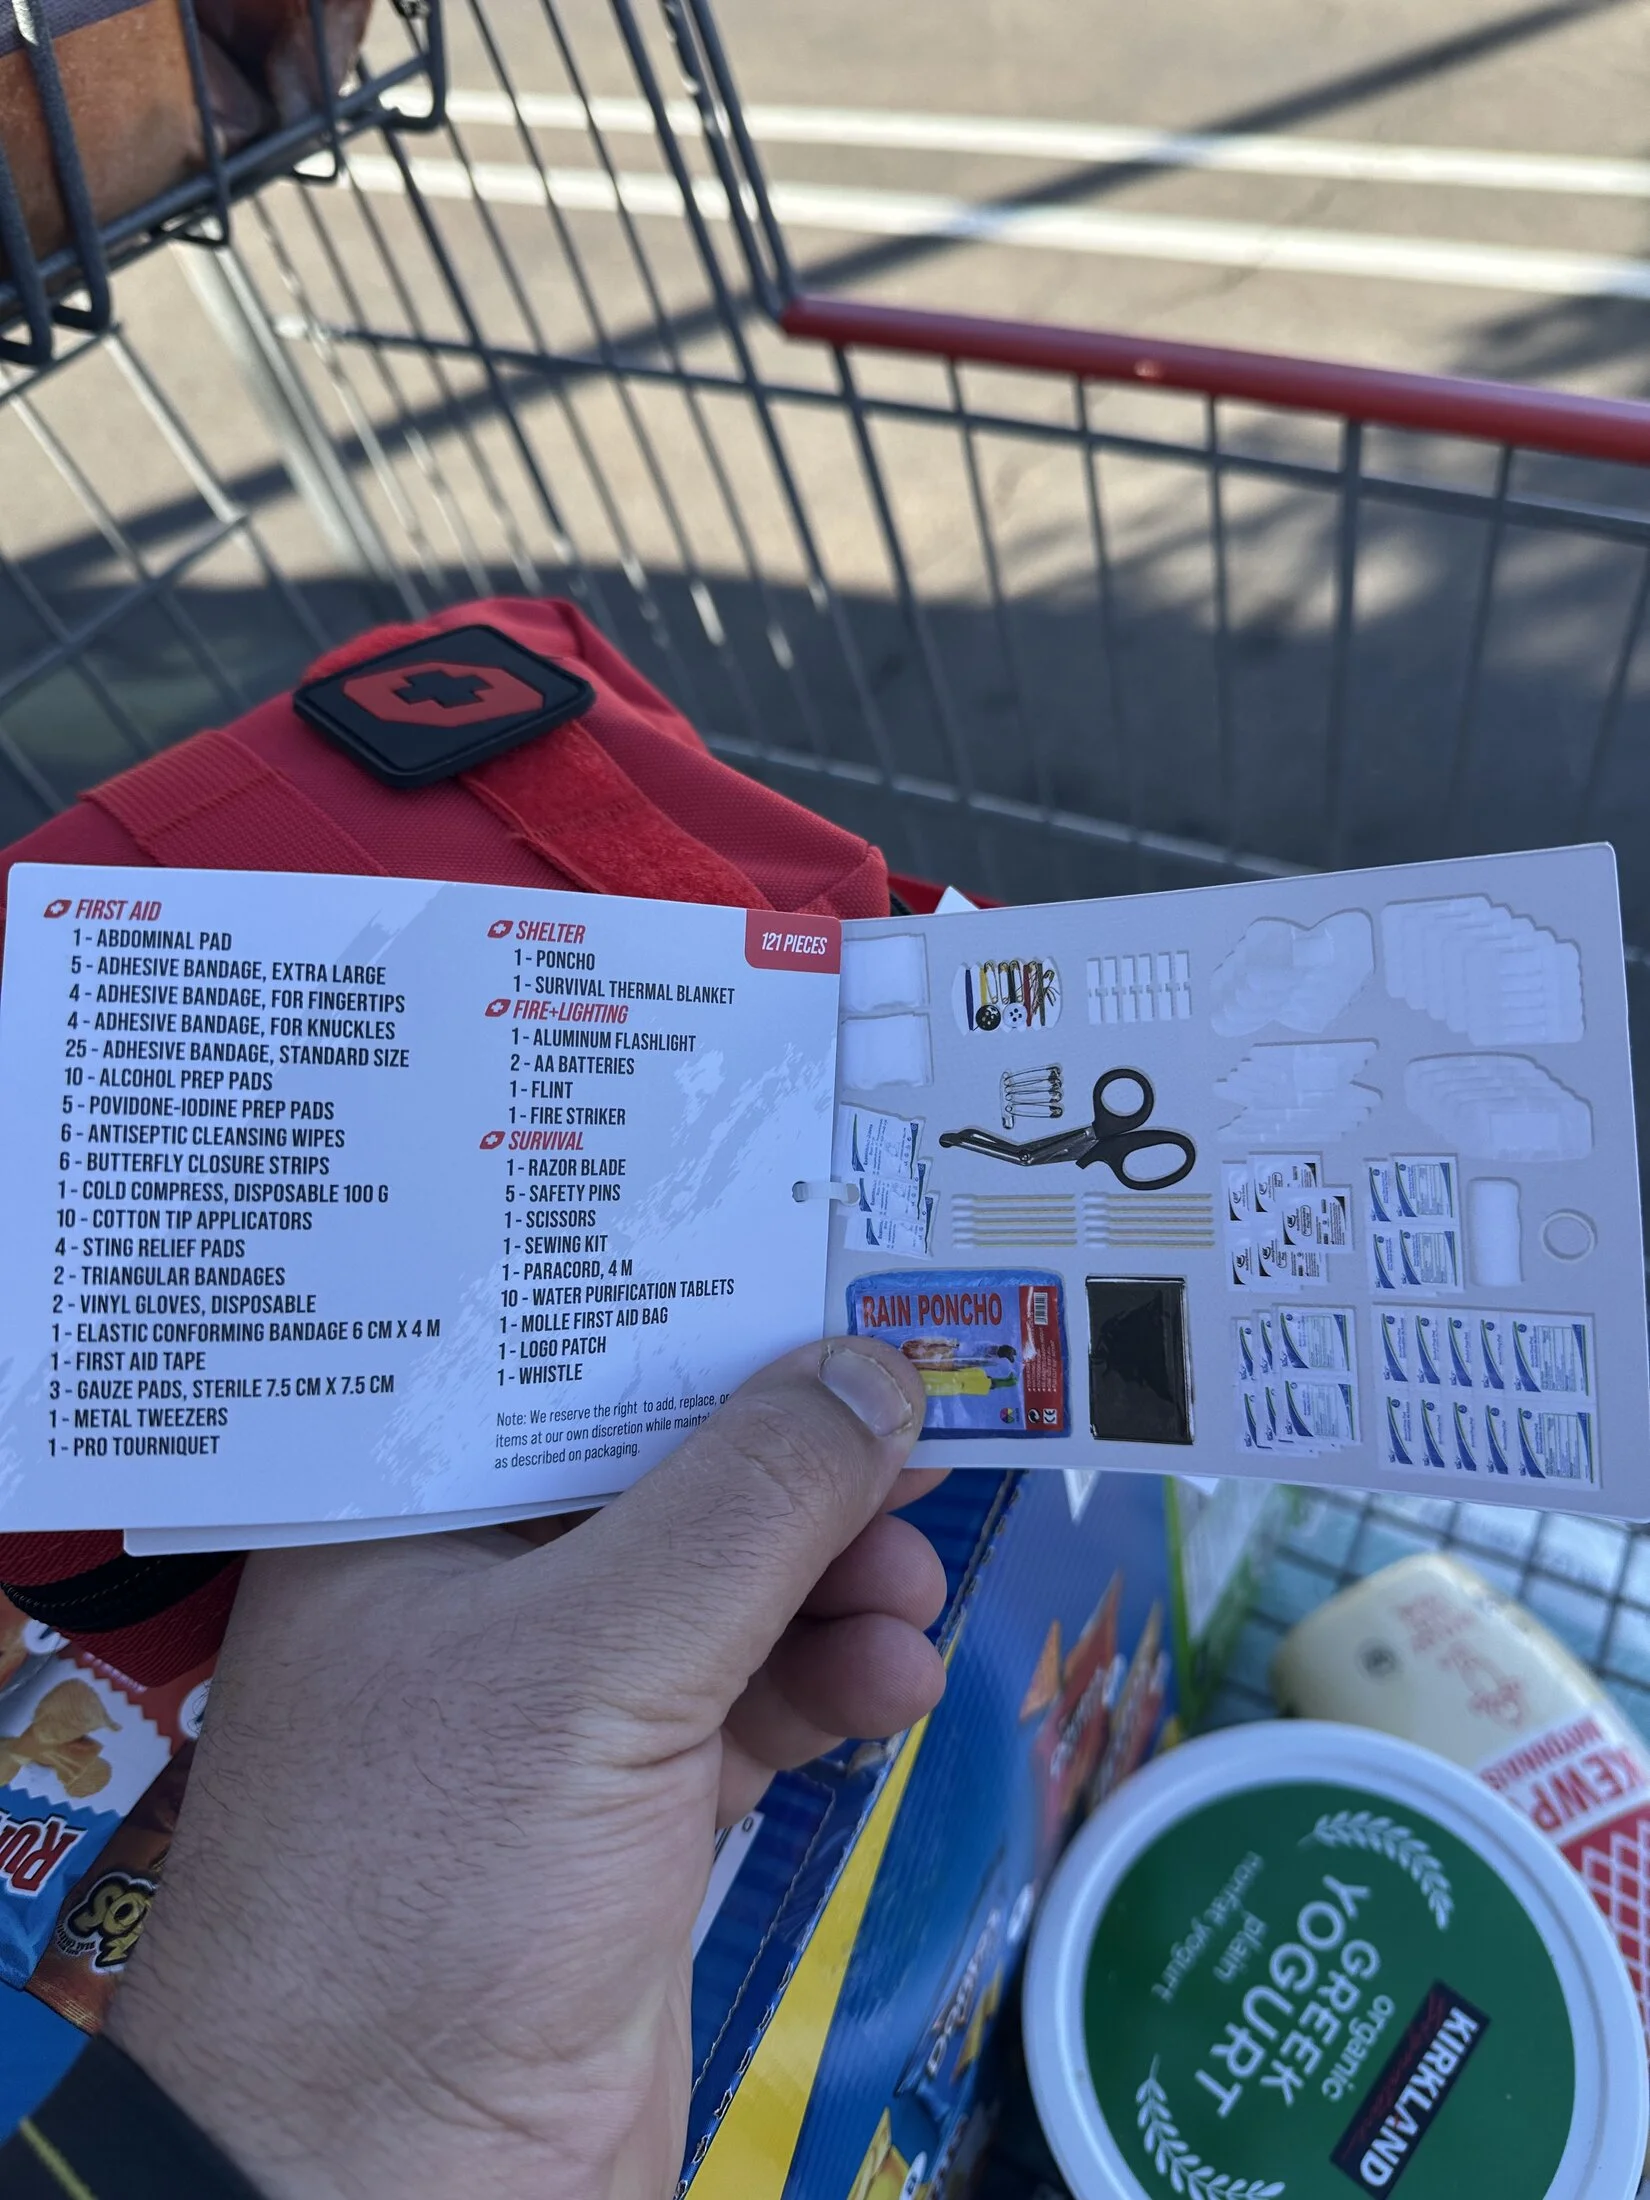 FIRST AID
1 - ABDOMINAL PAD
5 - ADHESIVE BANDAGE, EXTRA LARGE
4 - ADHESIVE BANDAGE, FOR FINGERTIPS
4 - ADHESIVE BANDAGE, FOR KNUCKLES
25 - ADHESIVE BANDAGE, STANDARD SIZE
10 - ALCOHOL PREP PADS
5 - POVIDONE-IODINE PREP PADS
6 - ANTISEPTIC CLEANSING WIPES
6 - BUTTERFLY CLOSURE STRIPS
1 - COLD COMPRESS, DISPOSABLE 100 G
10 - COTTON TIP APPLICATORS
4 - STING RELIEF PADS
2 - TRIANGULAR BANDAGES
2 - VINYL GLOVES, DISPOSABLE
1 - ELASTIC CONFORMING BANDAGE 6 CM X 4 M
1 - FIRST AID TAPE
3 - GAUZE PADS, STERILE 7.5 CM X 7.5 CM
1 - METAL TWEEZERS
1 - PRO TOURNIQUET
SHELTER
1 - PONCHO
1 - SURVIVAL THERMAL BLANKET
FIRE+LIGHTING
1 - ALUMINUM FLASHLIGHT
2 - AA BATTERIES
1 - FLINT
1 - FIRE STRIKER
SURVIVAL
1 - RAZOR BLADE
5 - SAFETY PINS
1 - SCISSORS
1 - SEWING KIT
1 - PARACORD, 4 M
10 - WATER PURIFICATION TABLETS
1 - MOLLE FIRST AID BAG
1 - LOGO PATCH
1 - WHISTLE
Note: We reserve the right to add, replace, or
items at our own discretion while
as described on packaging.
121 PIECES
RAIN PONCHO
KEWP
KIRKLAND
organic
GREEK
YOGURT
plain
nonfat yogurt